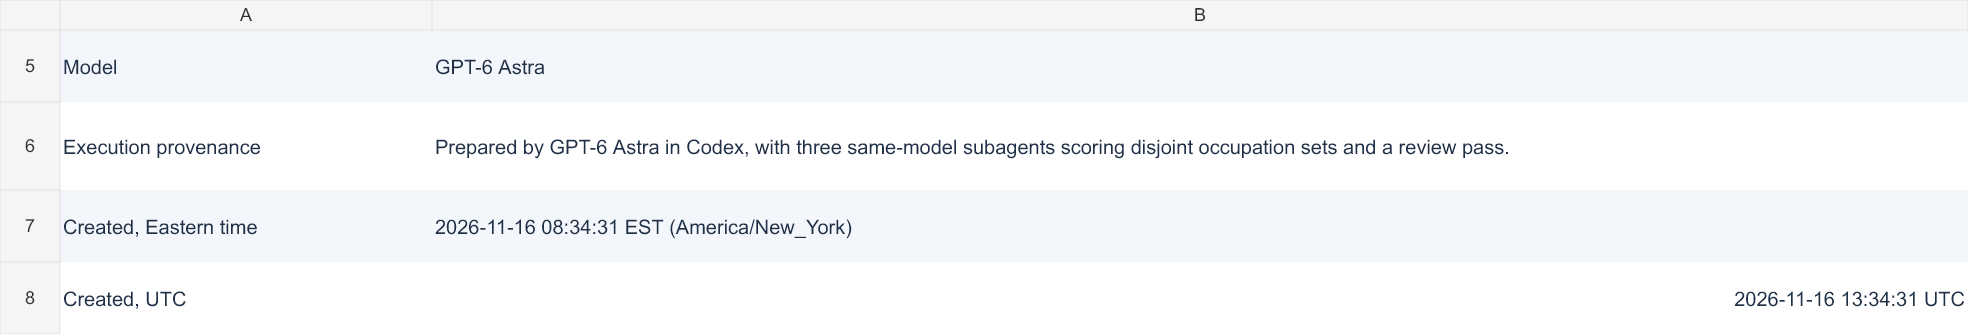 A B
5 Model GPT-6 Astra
6 Execution provenance Prepared by GPT-6 Astra in Codex, with three same-model subagents scoring disjoint occupation sets and a review pass.
7 Created, Eastern time 2026-11-16 08:34:31 EST (America/New_York)
8 Created, UTC 2026-11-16 13:34:31 UTC